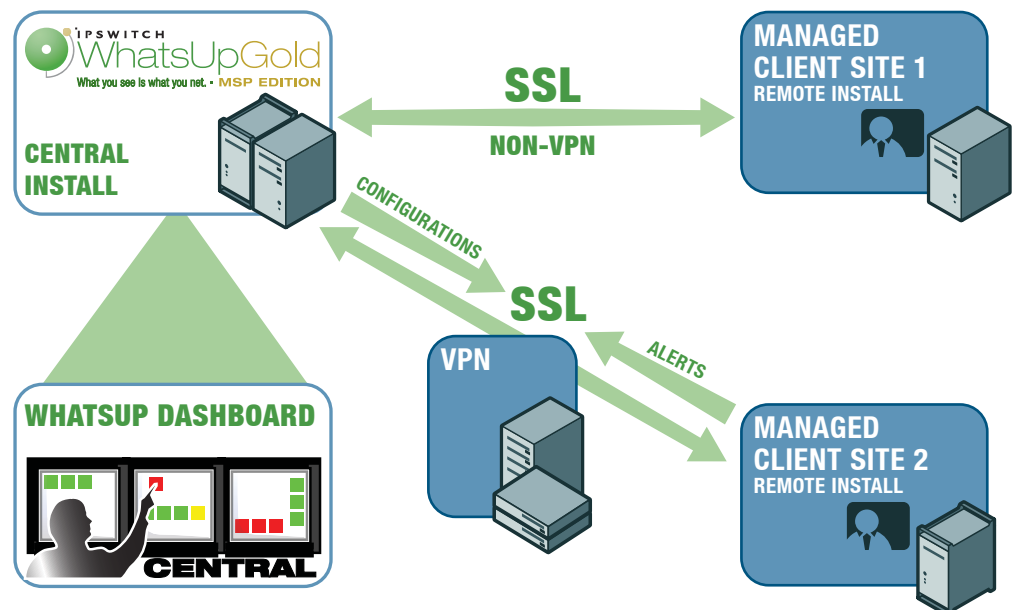 IPSWITCH
WhatsUpGold
What you see is what you net. • MSP EDITION
CENTRAL
INSTALL
SSL
NON-VPN
MANAGED
CLIENT SITE 1
REMOTE INSTALL
CONFIGURATIONS
SSL
ALERTS
VPN
MANAGED
CLIENT SITE 2
REMOTE INSTALL
WHATSUP DASHBOARD
CENTRAL